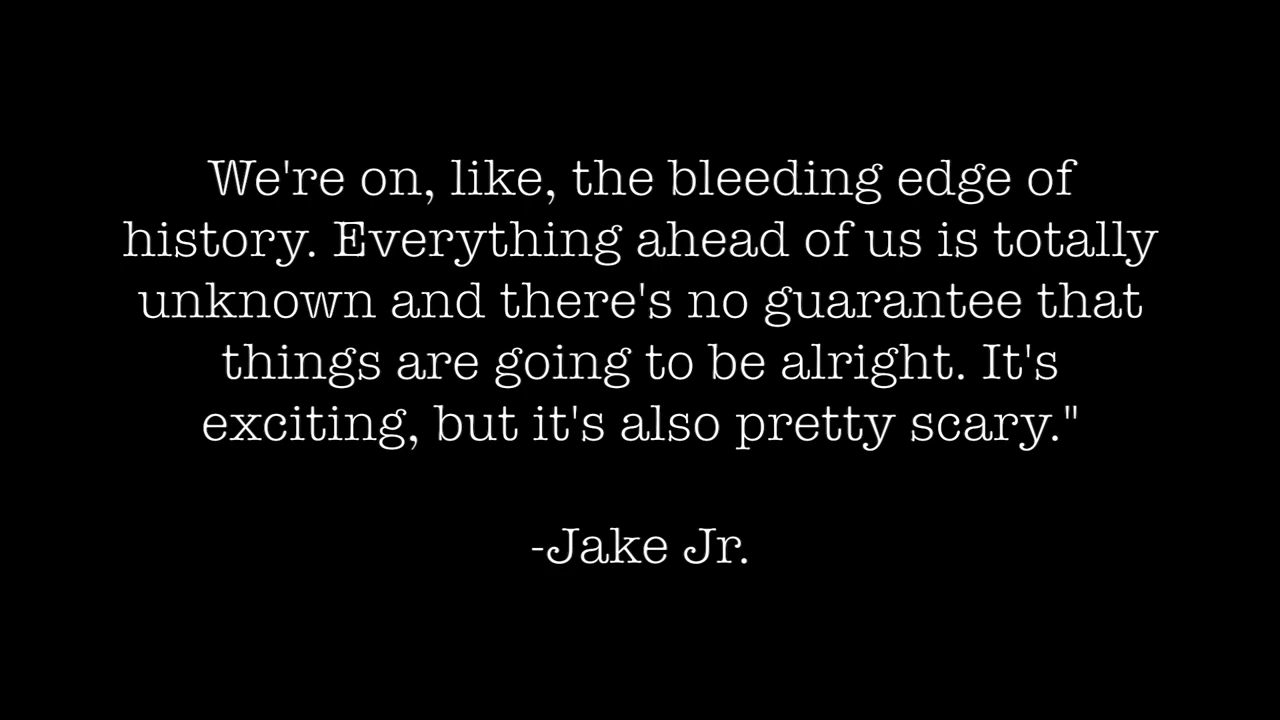 We're on, like, the bleeding edge of
history. Everything ahead of us is totally
unknown and there's no guarantee that
things are going to be alright. It's
exciting, but it's also pretty scary."
-Jake Jr.